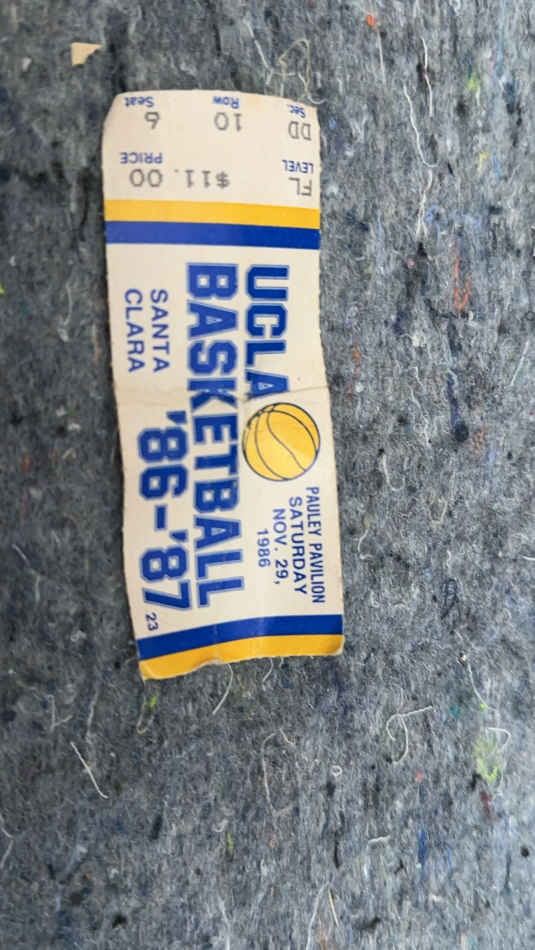 UCLA
BASKETBALL
'86-'87
SANTA
CLARA
PAULEY PAVILION
SATURDAY
NOV. 29,
1986
23
Sec. Row Seat
DD 10 6
LEVEL PRICE
FL $11.00